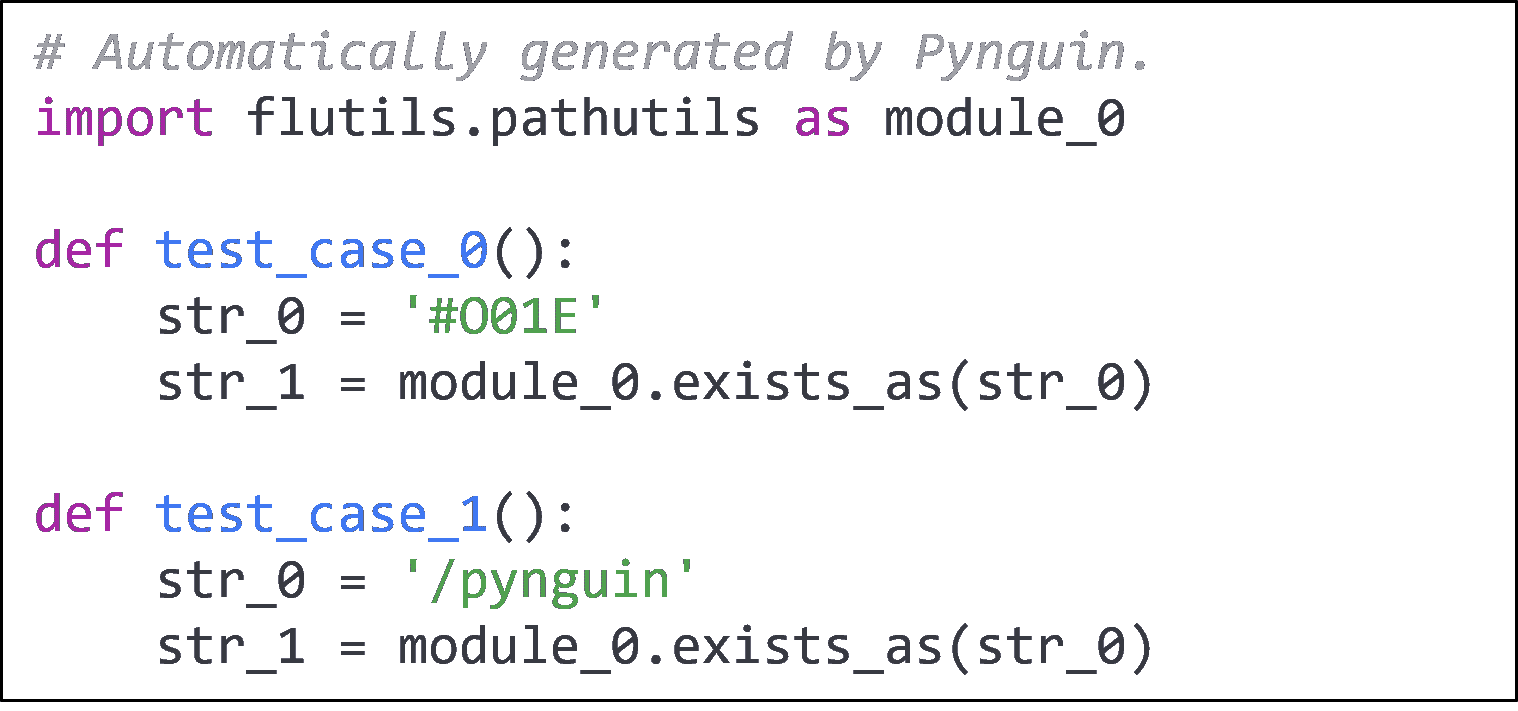 # Automatically generated by Pynguin.
import flutils.pathutils as module_0
def test_case_0():
    str_0 = '#O01E'
    str_1 = module_0.exists_as(str_0)
def test_case_1():
    str_0 = '/pynguin'
    str_1 = module_0.exists_as(str_0)